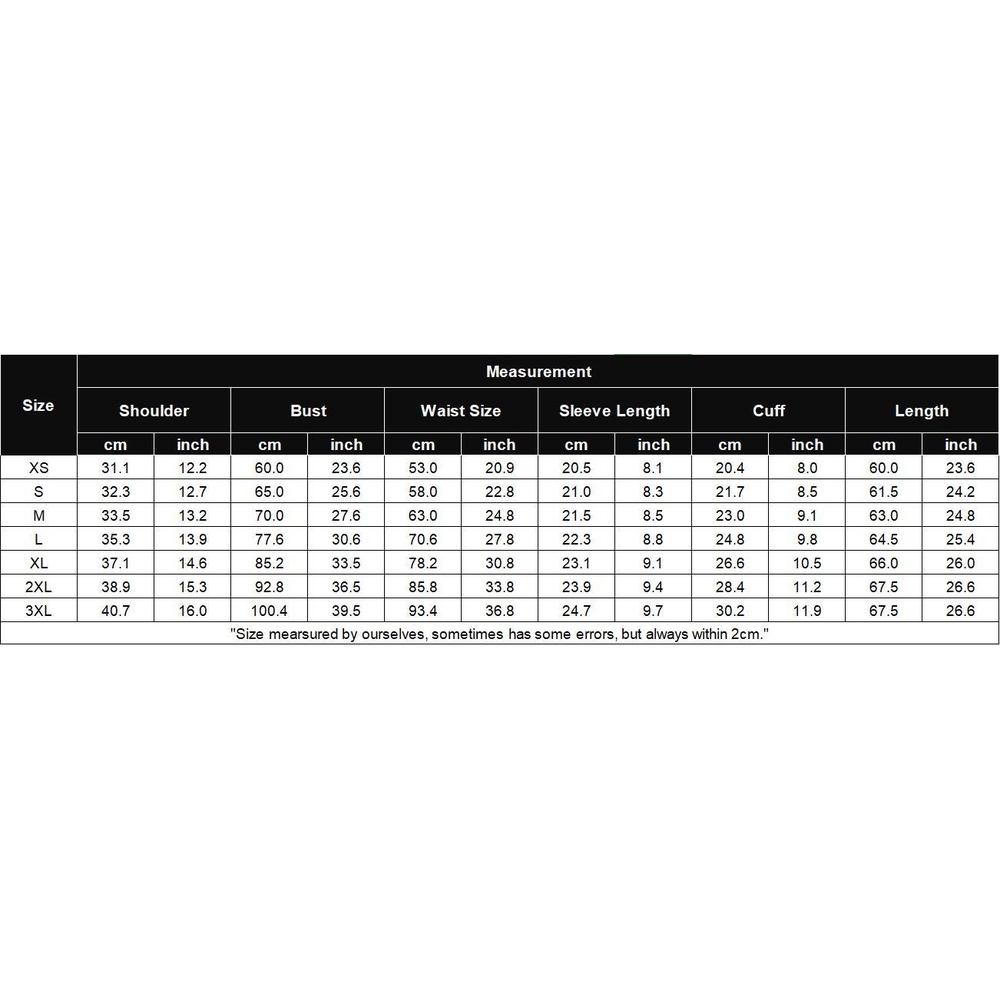 Measurement
Size
Shoulder Bust Waist Size Sleeve Length Cuff Length
cm inch cm inch cm inch cm inch cm inch cm inch
XS 31.1 12.2 60.0 23.6 53.0 20.9 20.5 8.1 20.4 8.0 60.0 23.6
S 32.3 12.7 65.0 25.6 58.0 22.8 21.0 8.3 21.7 8.5 61.5 24.2
M 33.5 13.2 70.0 27.6 63.0 24.8 21.5 8.5 23.0 9.1 63.0 24.8
L 35.3 13.9 77.6 30.6 70.6 27.8 22.3 8.8 24.8 9.8 64.5 25.4
XL 37.1 14.6 85.2 33.5 78.2 30.8 23.1 9.1 26.6 10.5 66.0 26.0
2XL 38.9 15.3 92.8 36.5 85.8 33.8 23.9 9.4 28.4 11.2 67.5 26.6
3XL 40.7 16.0 100.4 39.5 93.4 36.8 24.7 9.7 30.2 11.9 67.5 26.6
"Size mearsured by ourselves, sometimes has some errors, but always within 2cm."